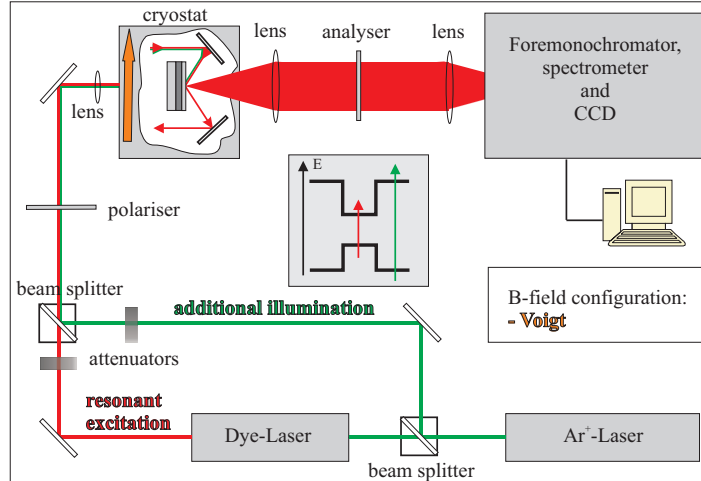 cryostat
lens
analyser
lens
Foremonochromator,
spectrometer
and
CCD
lens
E
polariser
beam splitter
additional illumination
B-field configuration:
- Voigt
attenuators
resonant
excitation
Dye-Laser
Ar+-Laser
beam splitter